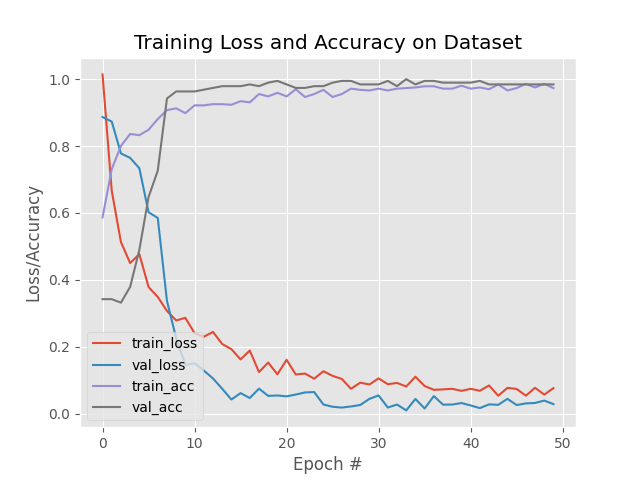 Training Loss and Accuracy on Dataset
1.0
0.8
0.6
0.4
0.2
0.0
Loss/Accuracy
train_loss
val_loss
train_acc
val_acc
0 10 20 30 40 50
Epoch #